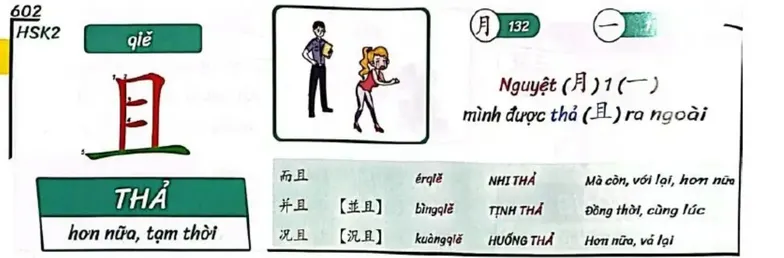 602
HSK2
qiě
且
THẢ
hơn nữa, tạm thời
月 132
一
Nguyệt (月) 1 (一)
mình được thả (且) ra ngoài
而且 érqiě NHI THẢ Mà còn, với lại, hơn nữa
并且 【並且】 bìngqiě TỊNH THẢ Đồng thời, cùng lúc
况且 【況且】 kuàngqiě HUỐNG THẢ Hơn nữa, vả lại